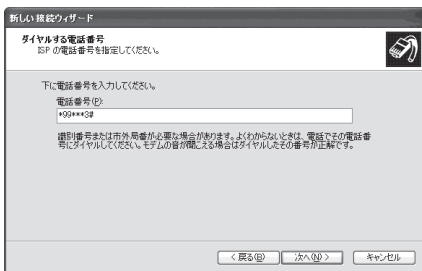 新しい接続ウィザード
ダイヤルする電話番号
ISP の電話番号を指定してください。
下に電話番号を入力してください。
電話番号(P):
*99***3#
識別番号または市外局番が必要な場合があります。よくわからないときは、電話でその電話番
号にダイヤルしてください。モデムの音が聞こえる場合はダイヤルしたその番号が正解です。
< 戻る(B)
次へ(N) >
キャンセル